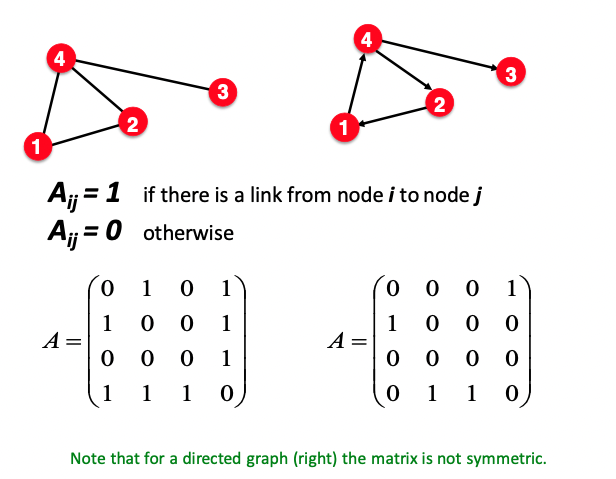 4
3
2
1
4
3
2
1
Aij = 1 if there is a link from node i to node j
Aij = 0 otherwise
A = ( 0 1 0 1
1 0 0 1
0 0 0 1
1 1 1 0 )
A = ( 0 0 0 1
1 0 0 0
0 0 0 0
0 1 1 0 )
Note that for a directed graph (right) the matrix is not symmetric.